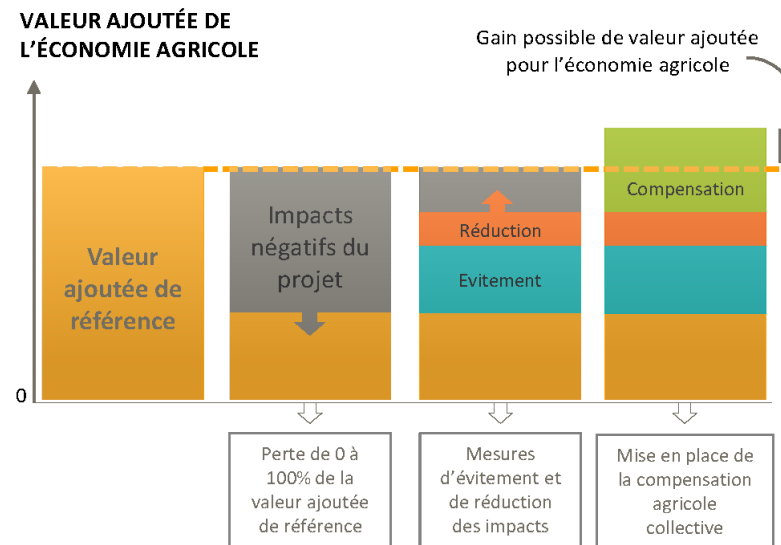 VALEUR AJOUTÉE DE
L'ÉCONOMIE AGRICOLE
Gain possible de valeur ajoutée
pour l'économie agricole
Valeur
ajoutée de
référence
Impacts
négatifs du
projet
Réduction
Evitement
Compensation
0
Perte de 0 à
100% de la
valeur ajoutée
de référence
Mesures
d'évitement et
de réduction
des impacts
Mise en place de
la compensation
agricole
collective